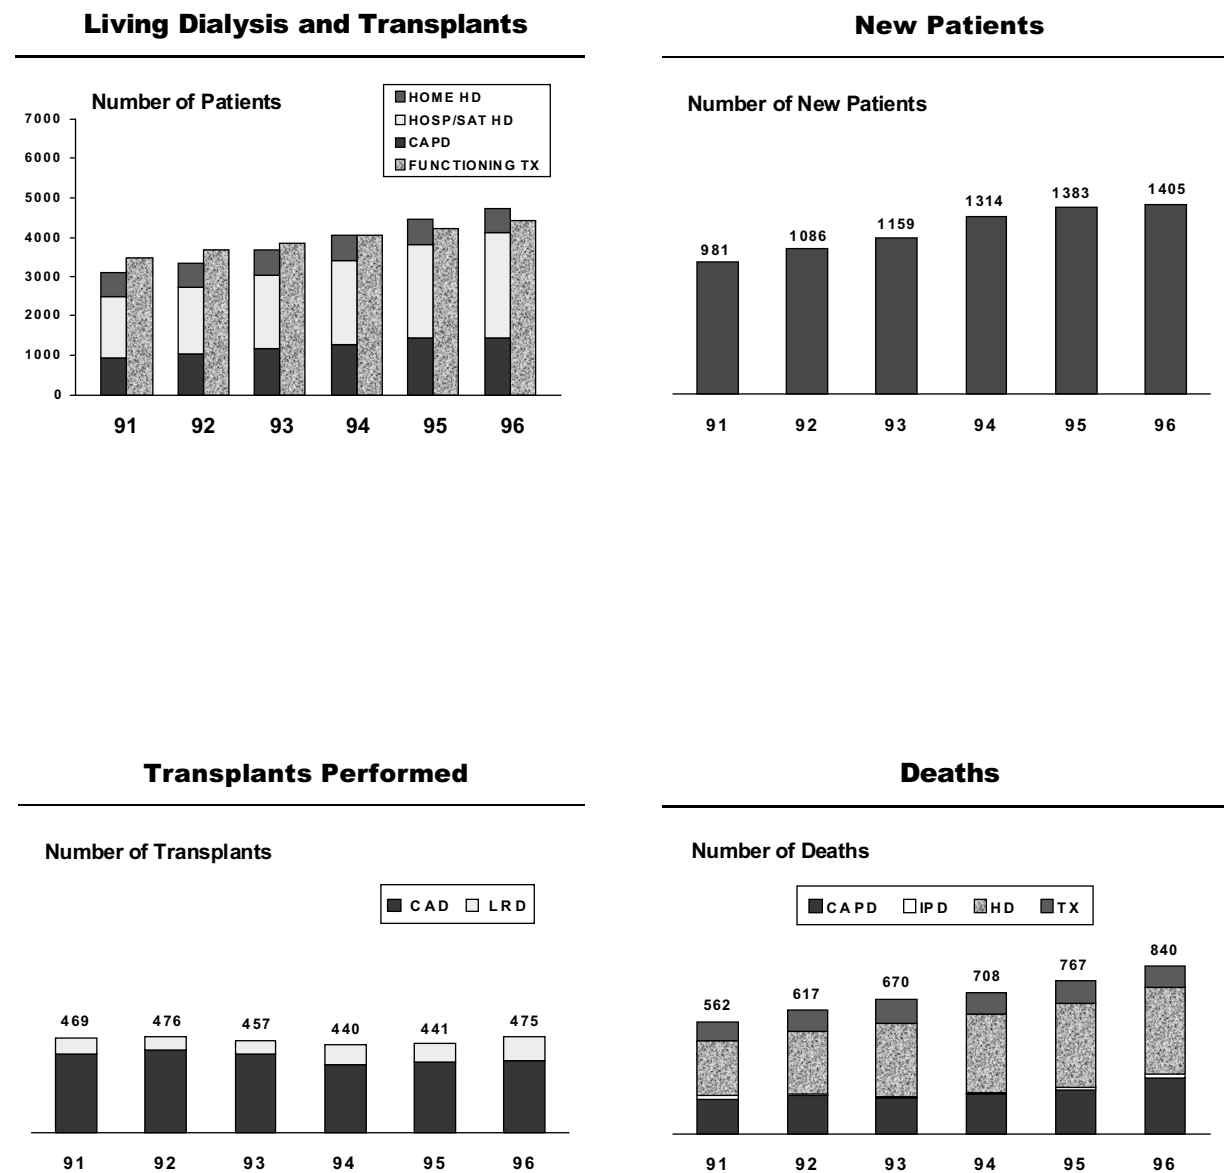 Living Dialysis and Transplants
Number of Patients
HOME HD
HOSP/SAT HD
CAPD
FUNCTIONING TX
7000
6000
5000
4000
3000
2000
1000
0
91 92 93 94 95 96
New Patients
Number of New Patients
981 1086 1159 1314 1383 1405
91 92 93 94 95 96
Transplants Performed
Number of Transplants
CAD LRD
469 476 457 440 441 475
91 92 93 94 95 96
Deaths
Number of Deaths
CAPD IPD HD TX
562 617 670 708 767 840
91 92 93 94 95 96